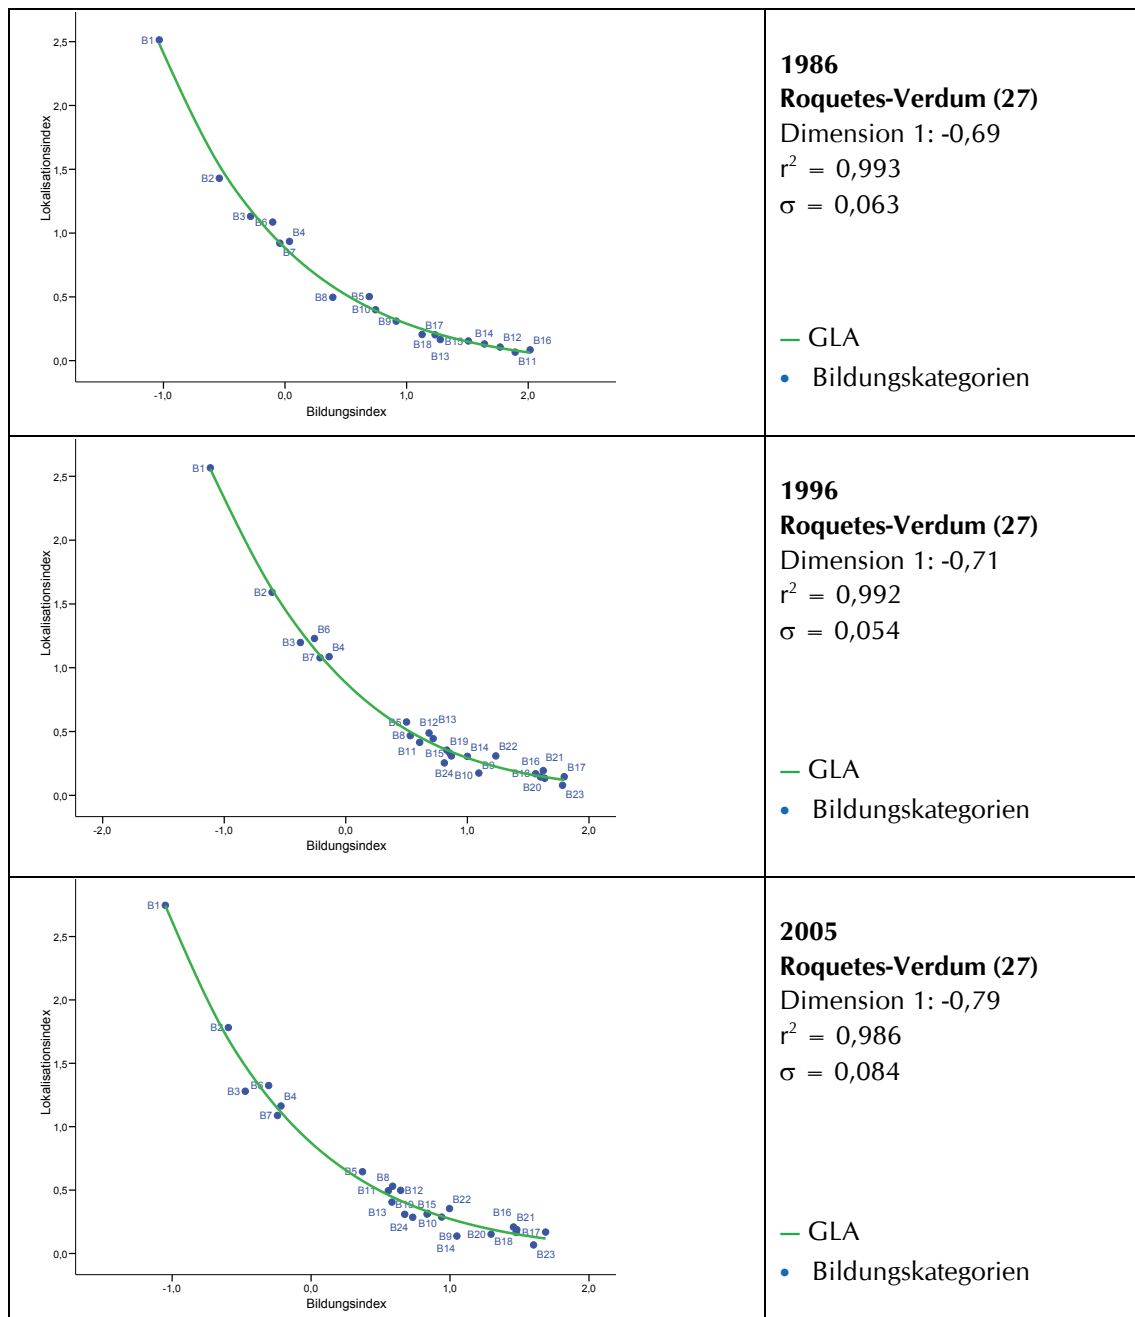 Lokalisationsindex
2,5
2,0
1,5
1,0
0,5
0,0
B1
B2
B3
B6
B4
B7
B8
B5
B10
B9
B17
B18
B13
B15
B14
B12
B16
B11
-1,0 0,0 1,0 2,0
Bildungsindex
1986
Roquetes-Verdum (27)
Dimension 1: -0,69
r² = 0,993
σ = 0,063
GLA
Bildungskategorien
Lokalisationsindex
2,5
2,0
1,5
1,0
0,5
0,0
B1
B2
B6
B3
B4
B7
B5
B12
B13
B8
B11
B19
B15
B14
B22
B24
B10
B9
B16
B21
B18
B17
B20
B23
-2,0 -1,0 0,0 1,0 2,0
Bildungsindex
1996
Roquetes-Verdum (27)
Dimension 1: -0,71
r² = 0,992
σ = 0,054
GLA
Bildungskategorien
Lokalisationsindex
2,5
2,0
1,5
1,0
0,5
0,0
B1
B2
B6
B3
B4
B7
B5
B8
B11
B12
B19
B15
B22
B13
B24
B10
B9
B14
B16
B21
B20
B18
B17
B23
-1,0 0,0 1,0 2,0
Bildungsindex
2005
Roquetes-Verdum (27)
Dimension 1: -0,79
r² = 0,986
σ = 0,084
GLA
Bildungskategorien